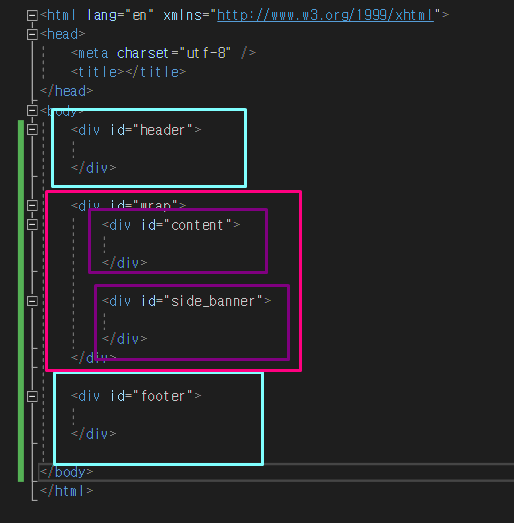 <html lang="en" xmlns="http://www.w3.org/1999/xhtml">
<head>
<meta charset="utf-8" />
<title></title>
</head>
<body>
<div id="header">
</div>
<div id="wrap">
<div id="content">
</div>
<div id="side_banner">
</div>
</div>
<div id="footer">
</div>
</body>
</html>